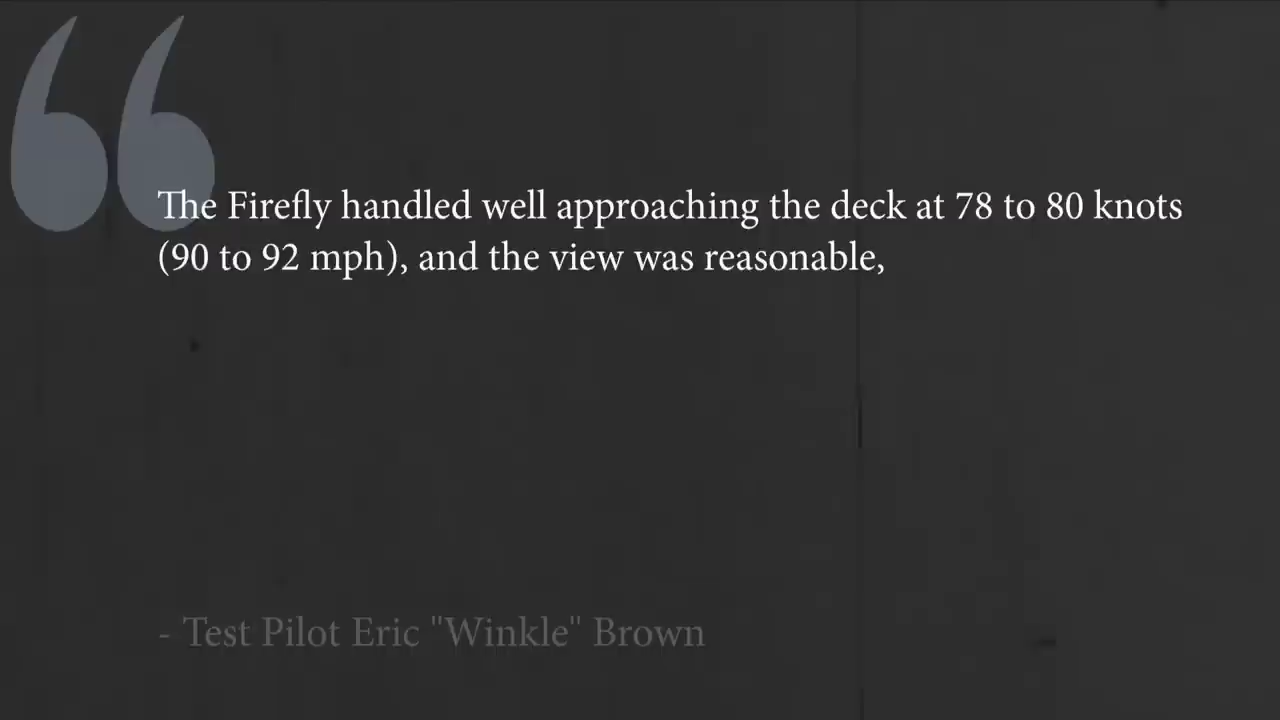 The Firefly handled well approaching the deck at 78 to 80 knots
(90 to 92 mph), and the view was reasonable,
- Test Pilot Eric "Winkle" Brown